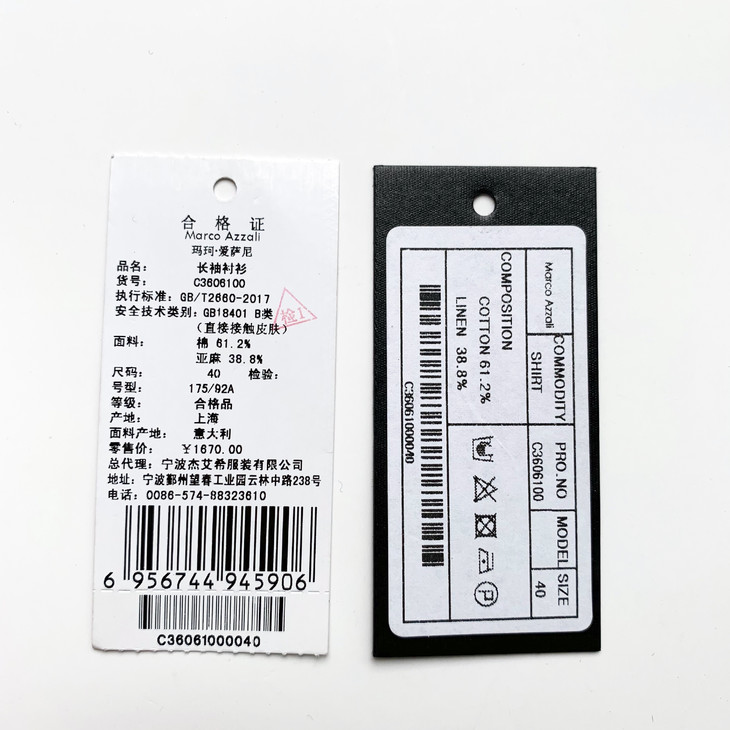 合格证
Marco Azzali
玛珂·爱萨尼
品名: 长袖衬衫
货号: C3606100
执行标准: GB/T2660-2017
安全技术类别: GB18401 B类
(直接接触皮肤)
检1
面料: 棉 61.2%
亚麻 38.8%
尺码: 40 检验:
号型: 175/92A
等级: 合格品
产地: 上海
面料产地: 意大利
零售价: ¥1670.00
总代理: 宁波杰艾希服装有限公司
地址: 宁波鄞州望春工业园云林中路238号
电话: 0086-574-88323610
6 956744 945906
C36061000040
Marco Azzali
COMMODITY
SHIRT
PRO.NO
C3606100
MODEL SIZE
40
COMPOSITION
COTTON 61.2%
LINEN 38.8%
P
C36061000040